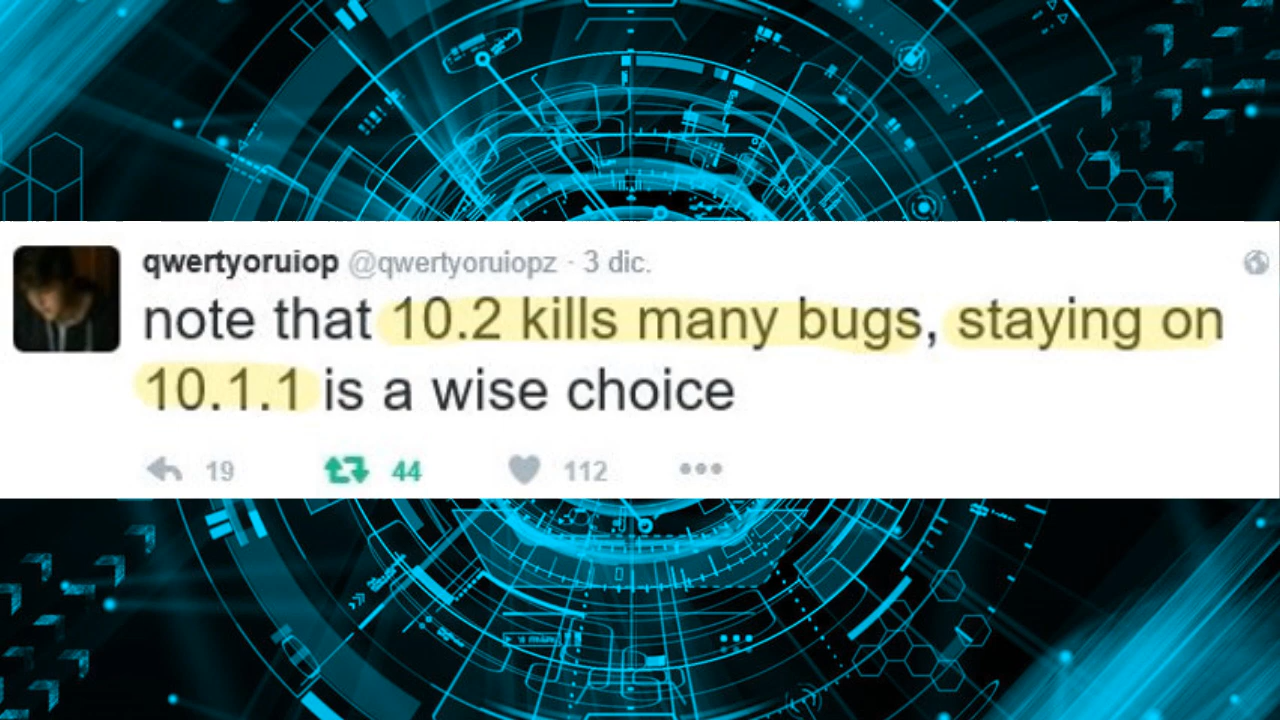 qwertyoruiop @qwertyoruiopz · 3 dic.
note that 10.2 kills many bugs, staying on
10.1.1 is a wise choice
19 44 112